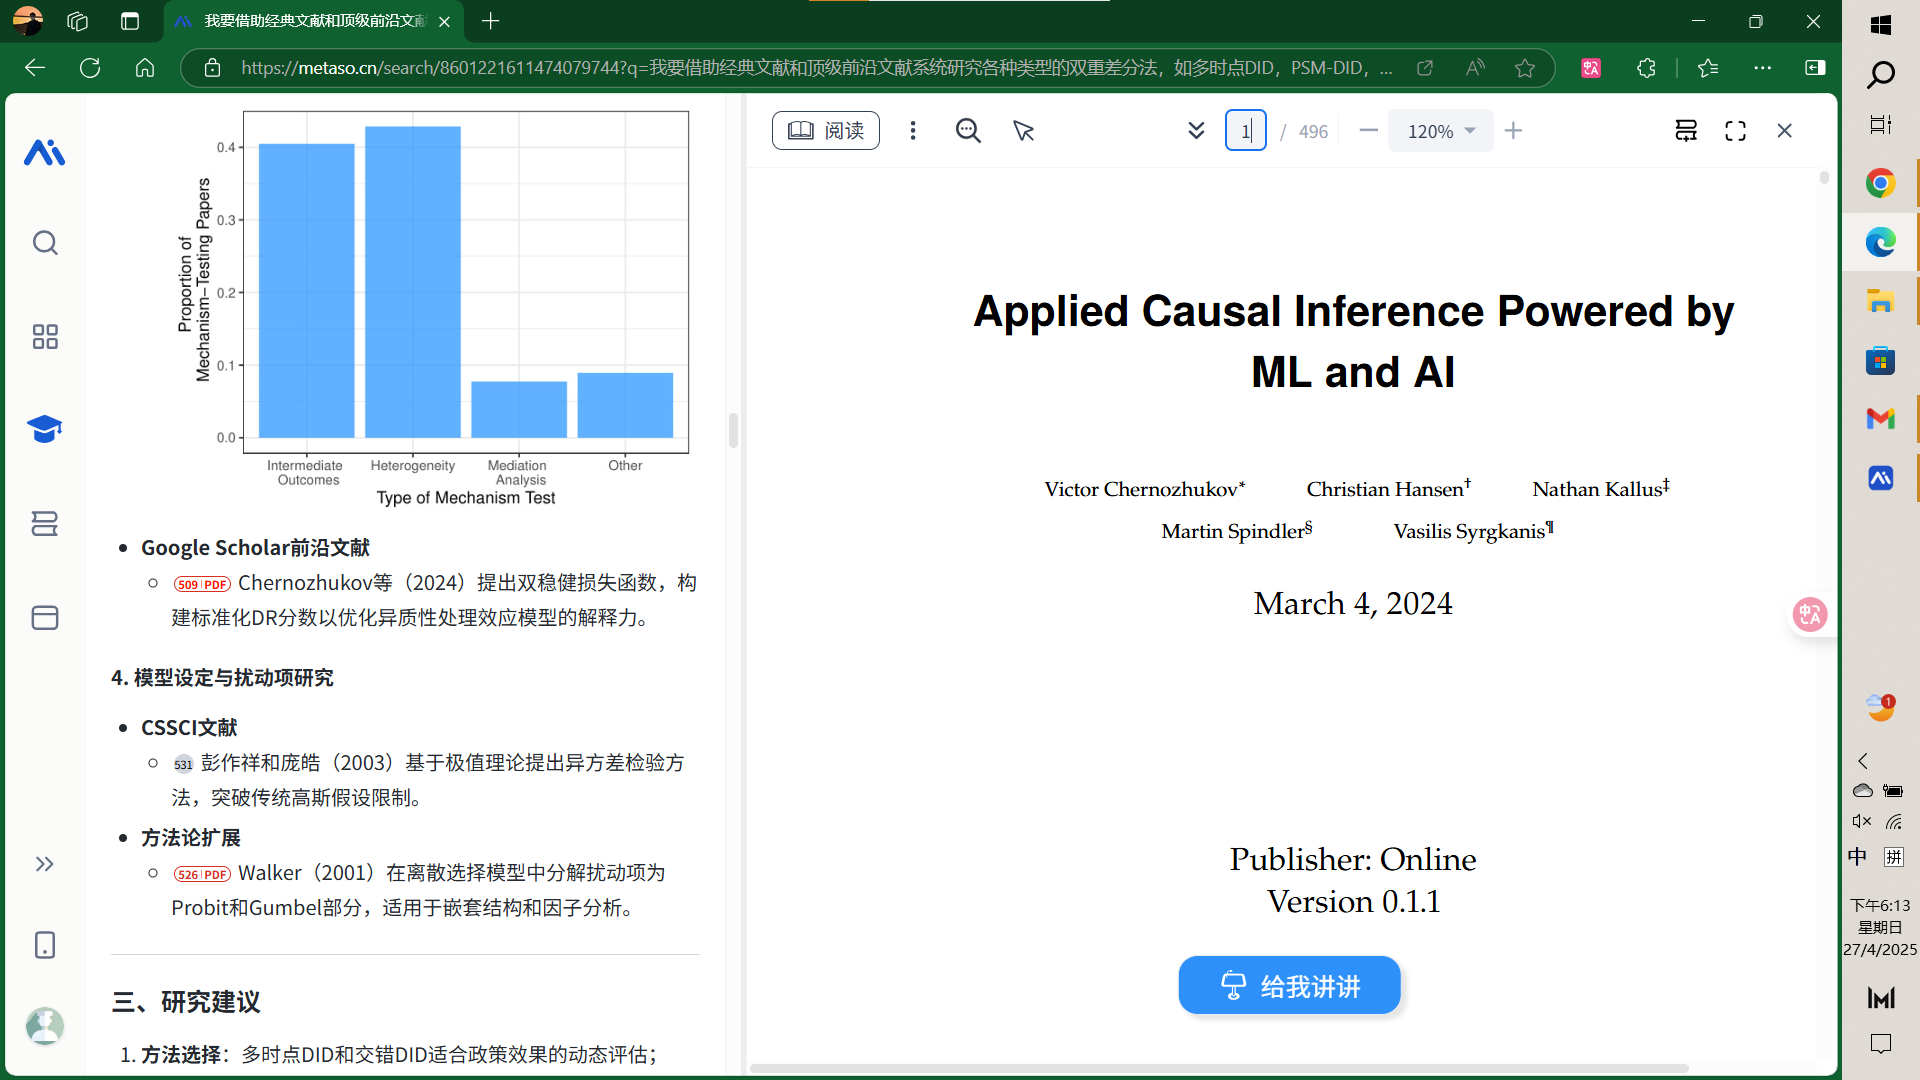 我要借助经典文献和顶级前沿文献
https://metaso.cn/search/8601221611474079744?q=我要借助经典文献和顶级前沿文献系统研究各种类型的双重差分法，如多时点DID，PSM-DID，...
0.4
0.3
0.2
0.1
0.0
Proportion of
Mechanism−Testing Papers
Intermediate
Outcomes
Heterogeneity
Mediation
Analysis
Other
Type of Mechanism Test
• Google Scholar前沿文献
509 | PDF Chernozhukov等（2024）提出双稳健损失函数，构
建标准化DR分数以优化异质性处理效应模型的解释力。
4. 模型设定与扰动项研究
• CSSCI文献
531 彭作祥和庞皓（2003）基于极值理论提出异方差检验方
法，突破传统高斯假设限制。
• 方法论扩展
526 | PDF Walker（2001）在离散选择模型中分解扰动项为
Probit和Gumbel部分，适用于嵌套结构和因子分析。
三、研究建议
1. 方法选择：多时点DID和交错DID适合政策效果的动态评估；
阅读
1 / 496
120%
Applied Causal Inference Powered by
ML and AI
Victor Chernozhukov* Christian Hansen† Nathan Kallus‡
Martin Spindler§ Vasilis Syrgkanis¶
March 4, 2024
Publisher: Online
Version 0.1.1
给我讲讲
中A
1
中 拼
下午6:13
星期日
27/4/2025